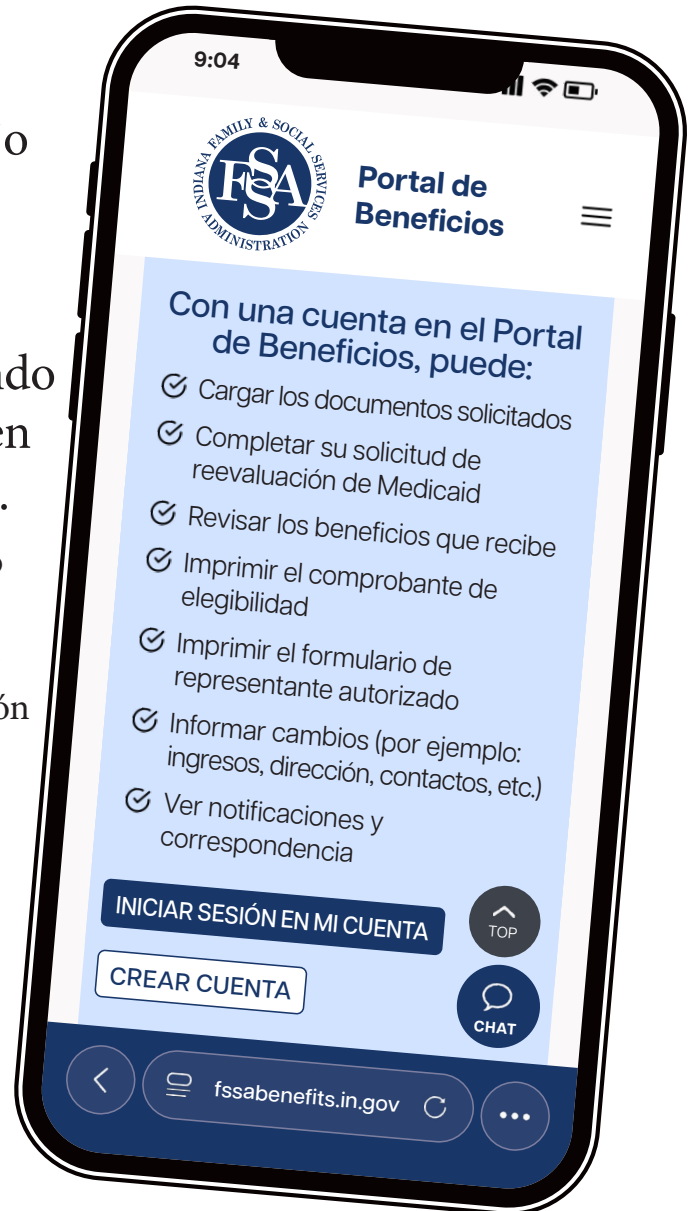 9:04
INDIANA FAMILY & SOCIAL SERVICES ADMINISTRATION
FSSA
Portal de
Beneficios
Con una cuenta en el Portal
de Beneficios, puede:
Cargar los documentos solicitados
Completar su solicitud de
reevaluación de Medicaid
Revisar los beneficios que recibe
Imprimir el comprobante de
elegibilidad
Imprimir el formulario de
representante autorizado
Informar cambios (por ejemplo:
ingresos, dirección, contactos, etc.)
Ver notificaciones y
correspondencia
INICIAR SESIÓN EN MI CUENTA
TOP
CREAR CUENTA
CHAT
fssabenefits.in.gov